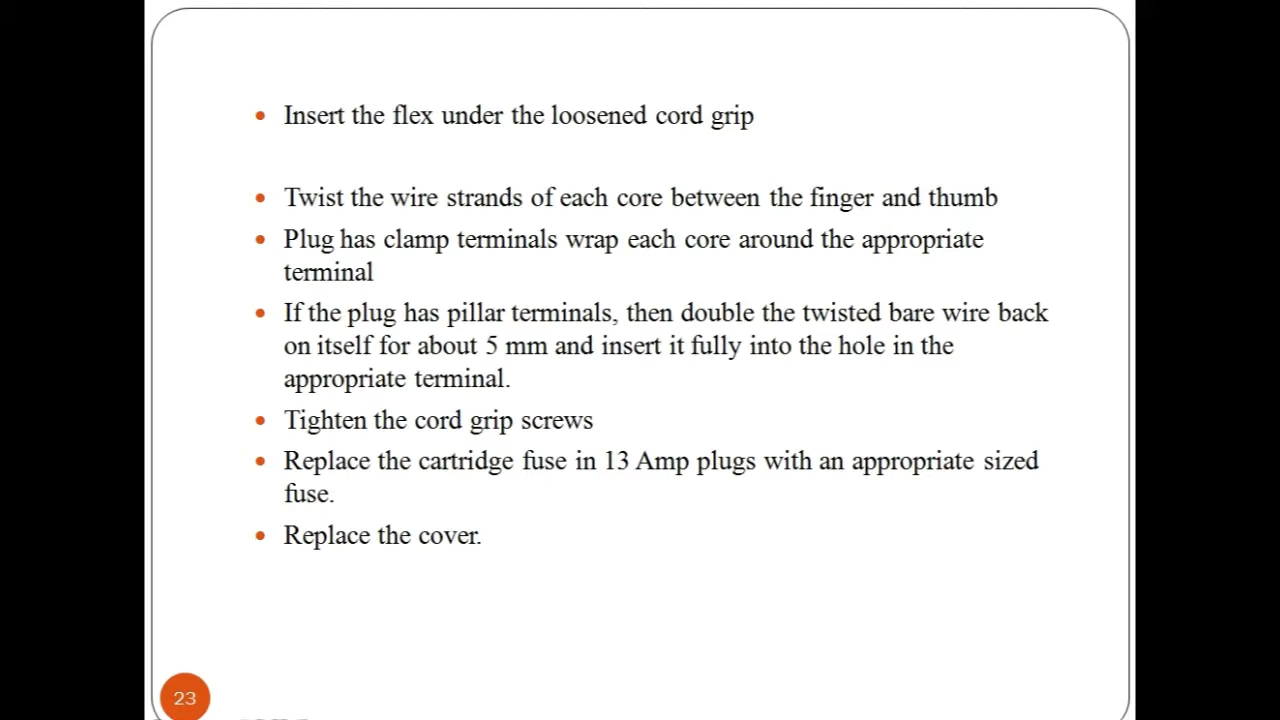 Insert the flex under the loosened cord grip
Twist the wire strands of each core between the finger and thumb
Plug has clamp terminals wrap each core around the appropriate
terminal
If the plug has pillar terminals, then double the twisted bare wire back
on itself for about 5 mm and insert it fully into the hole in the
appropriate terminal.
Tighten the cord grip screws
Replace the cartridge fuse in 13 Amp plugs with an appropriate sized
fuse.
Replace the cover.
23